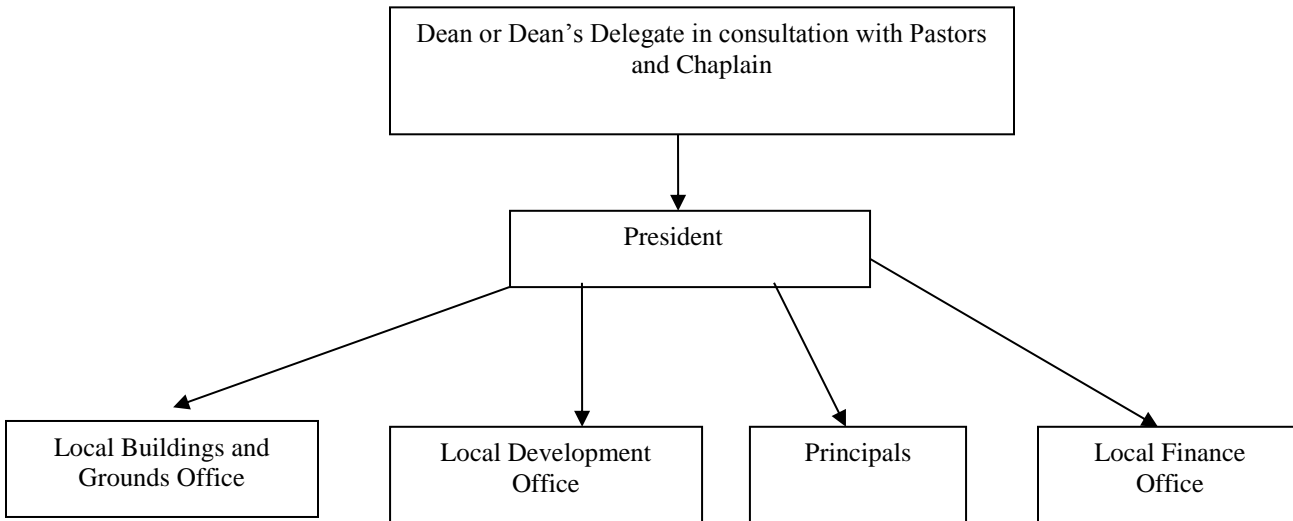 Dean or Dean’s Delegate in consultation with Pastors
and Chaplain
President
Local Buildings and
Grounds Office
Local Development
Office
Principals
Local Finance
Office